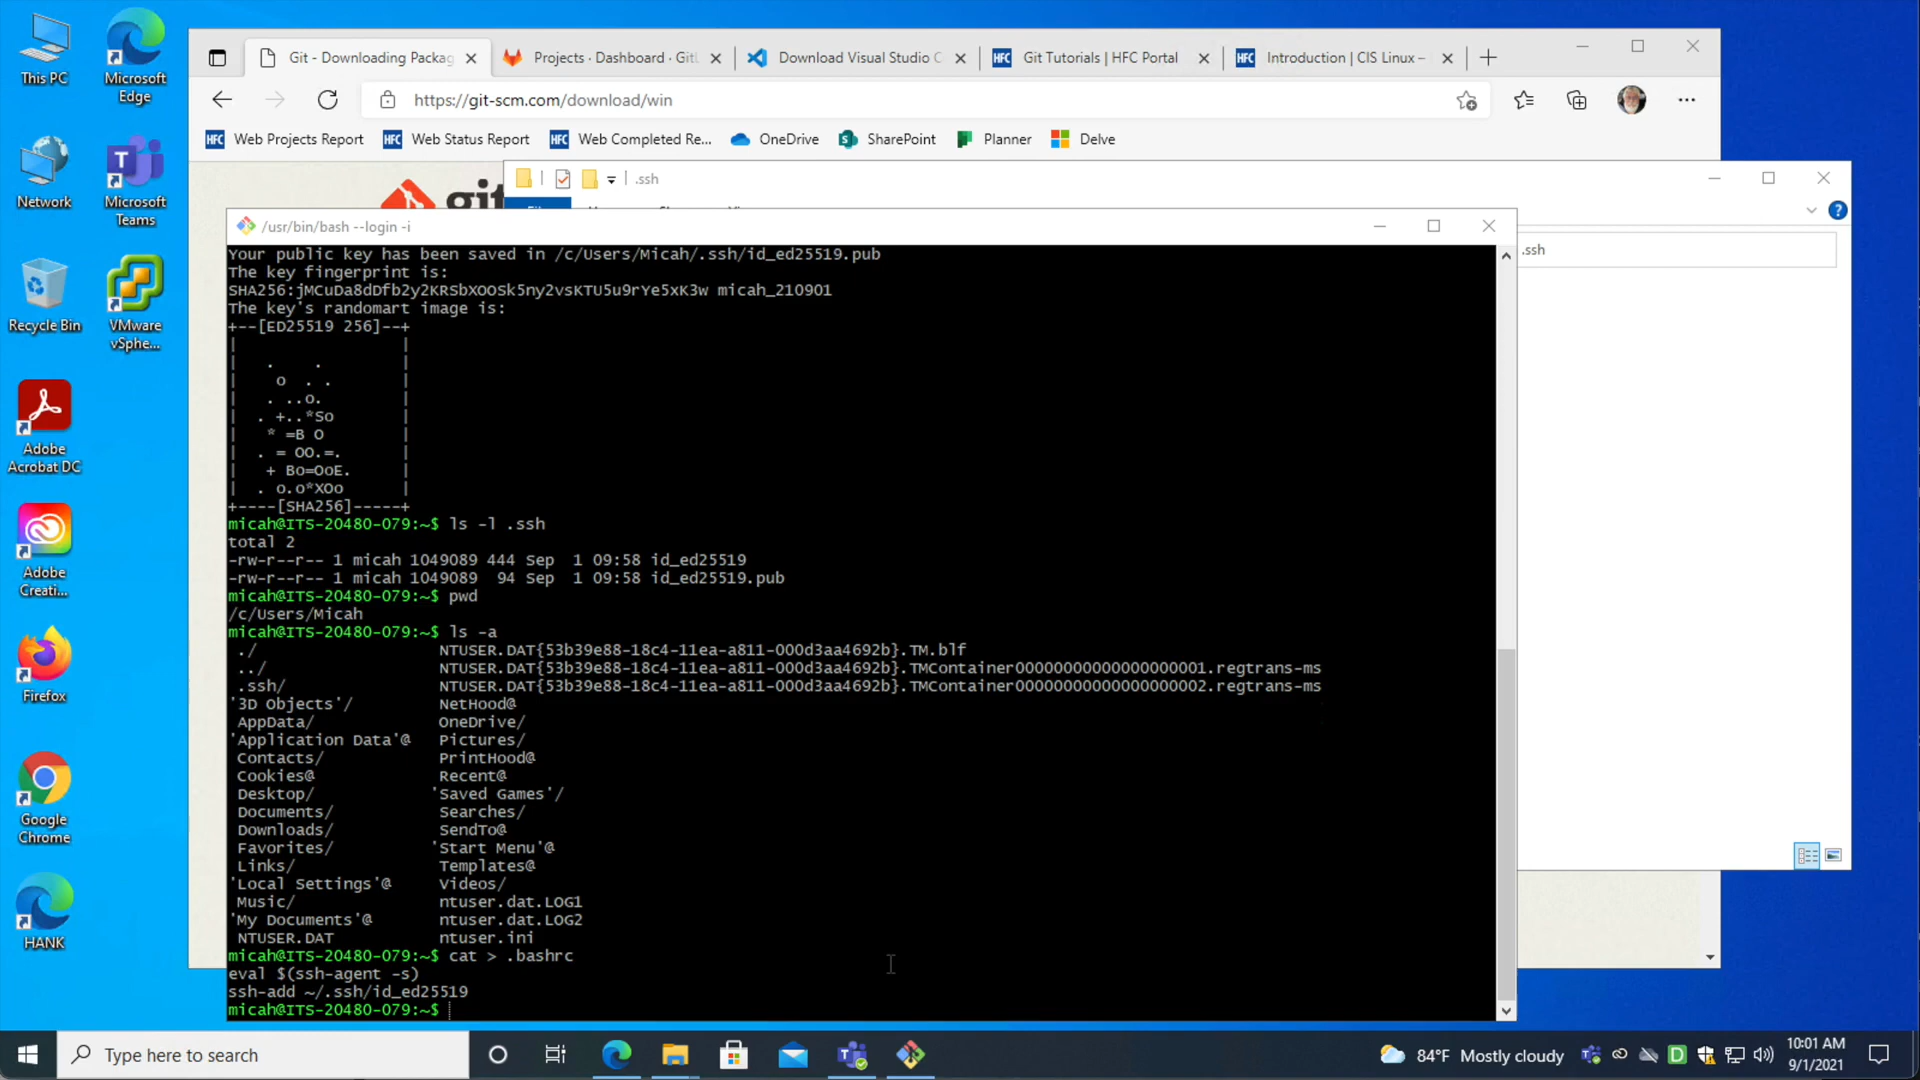 This PC
Microsoft Edge
Network
Microsoft Teams
Recycle Bin
VMware vSphe...
Adobe Acrobat DC
Adobe Creati...
Firefox
Google Chrome
HANK
Git - Downloading Packag
Projects · Dashboard · GitL
Download Visual Studio C
HFC Git Tutorials | HFC Portal
HFC Introduction | CIS Linux –
https://git-scm.com/download/win
HFC Web Projects Report
HFC Web Status Report
HFC Web Completed Re...
OneDrive
SharePoint
Planner
Delve
.ssh
git
.ssh
/usr/bin/bash --login -i
Your public key has been saved in /c/Users/Micah/.ssh/id_ed25519.pub
The key fingerprint is:
SHA256:jMCuDa8dDfb2y2KRSbXOOSk5ny2vsKTU5u9rYe5xK3w micah_210901
The key's randomart image is:
+--[ED25519 256]--+
|                 |
|    .     .      |
|     o  . .      |
|    . ..o.       |
|   . +..*So      |
|    * =B O       |
|   . = OO.=.     |
|    + Bo=OoE.    |
|   . o.o*XOo     |
+----[SHA256]-----+
micah@ITS-20480-079:~$ ls -l .ssh
total 2
-rw-r--r-- 1 micah 1049089 444 Sep  1 09:58 id_ed25519
-rw-r--r-- 1 micah 1049089  94 Sep  1 09:58 id_ed25519.pub
micah@ITS-20480-079:~$ pwd
/c/Users/Micah
micah@ITS-20480-079:~$ ls -a
./ NTUSER.DAT{53b39e88-18c4-11ea-a811-000d3aa4692b}.TM.blf
../ NTUSER.DAT{53b39e88-18c4-11ea-a811-000d3aa4692b}.TMContainer00000000000000000001.regtrans-ms
.ssh/ NTUSER.DAT{53b39e88-18c4-11ea-a811-000d3aa4692b}.TMContainer00000000000000000002.regtrans-ms
'3D Objects'/ NetHood@
AppData/ OneDrive/
'Application Data'@ Pictures/
Contacts/ PrintHood@
Cookies@ Recent@
Desktop/ 'Saved Games'/
Documents/ Searches/
Downloads/ SendTo@
Favorites/ 'Start Menu'@
Links/ Templates@
'Local Settings'@ Videos/
Music/ ntuser.dat.LOG1
'My Documents'@ ntuser.dat.LOG2
NTUSER.DAT ntuser.ini
micah@ITS-20480-079:~$ cat > .bashrc
eval $(ssh-agent -s)
ssh-add ~/.ssh/id_ed25519
micah@ITS-20480-079:~$
Type here to search
84°F Mostly cloudy
10:01 AM
9/1/2021